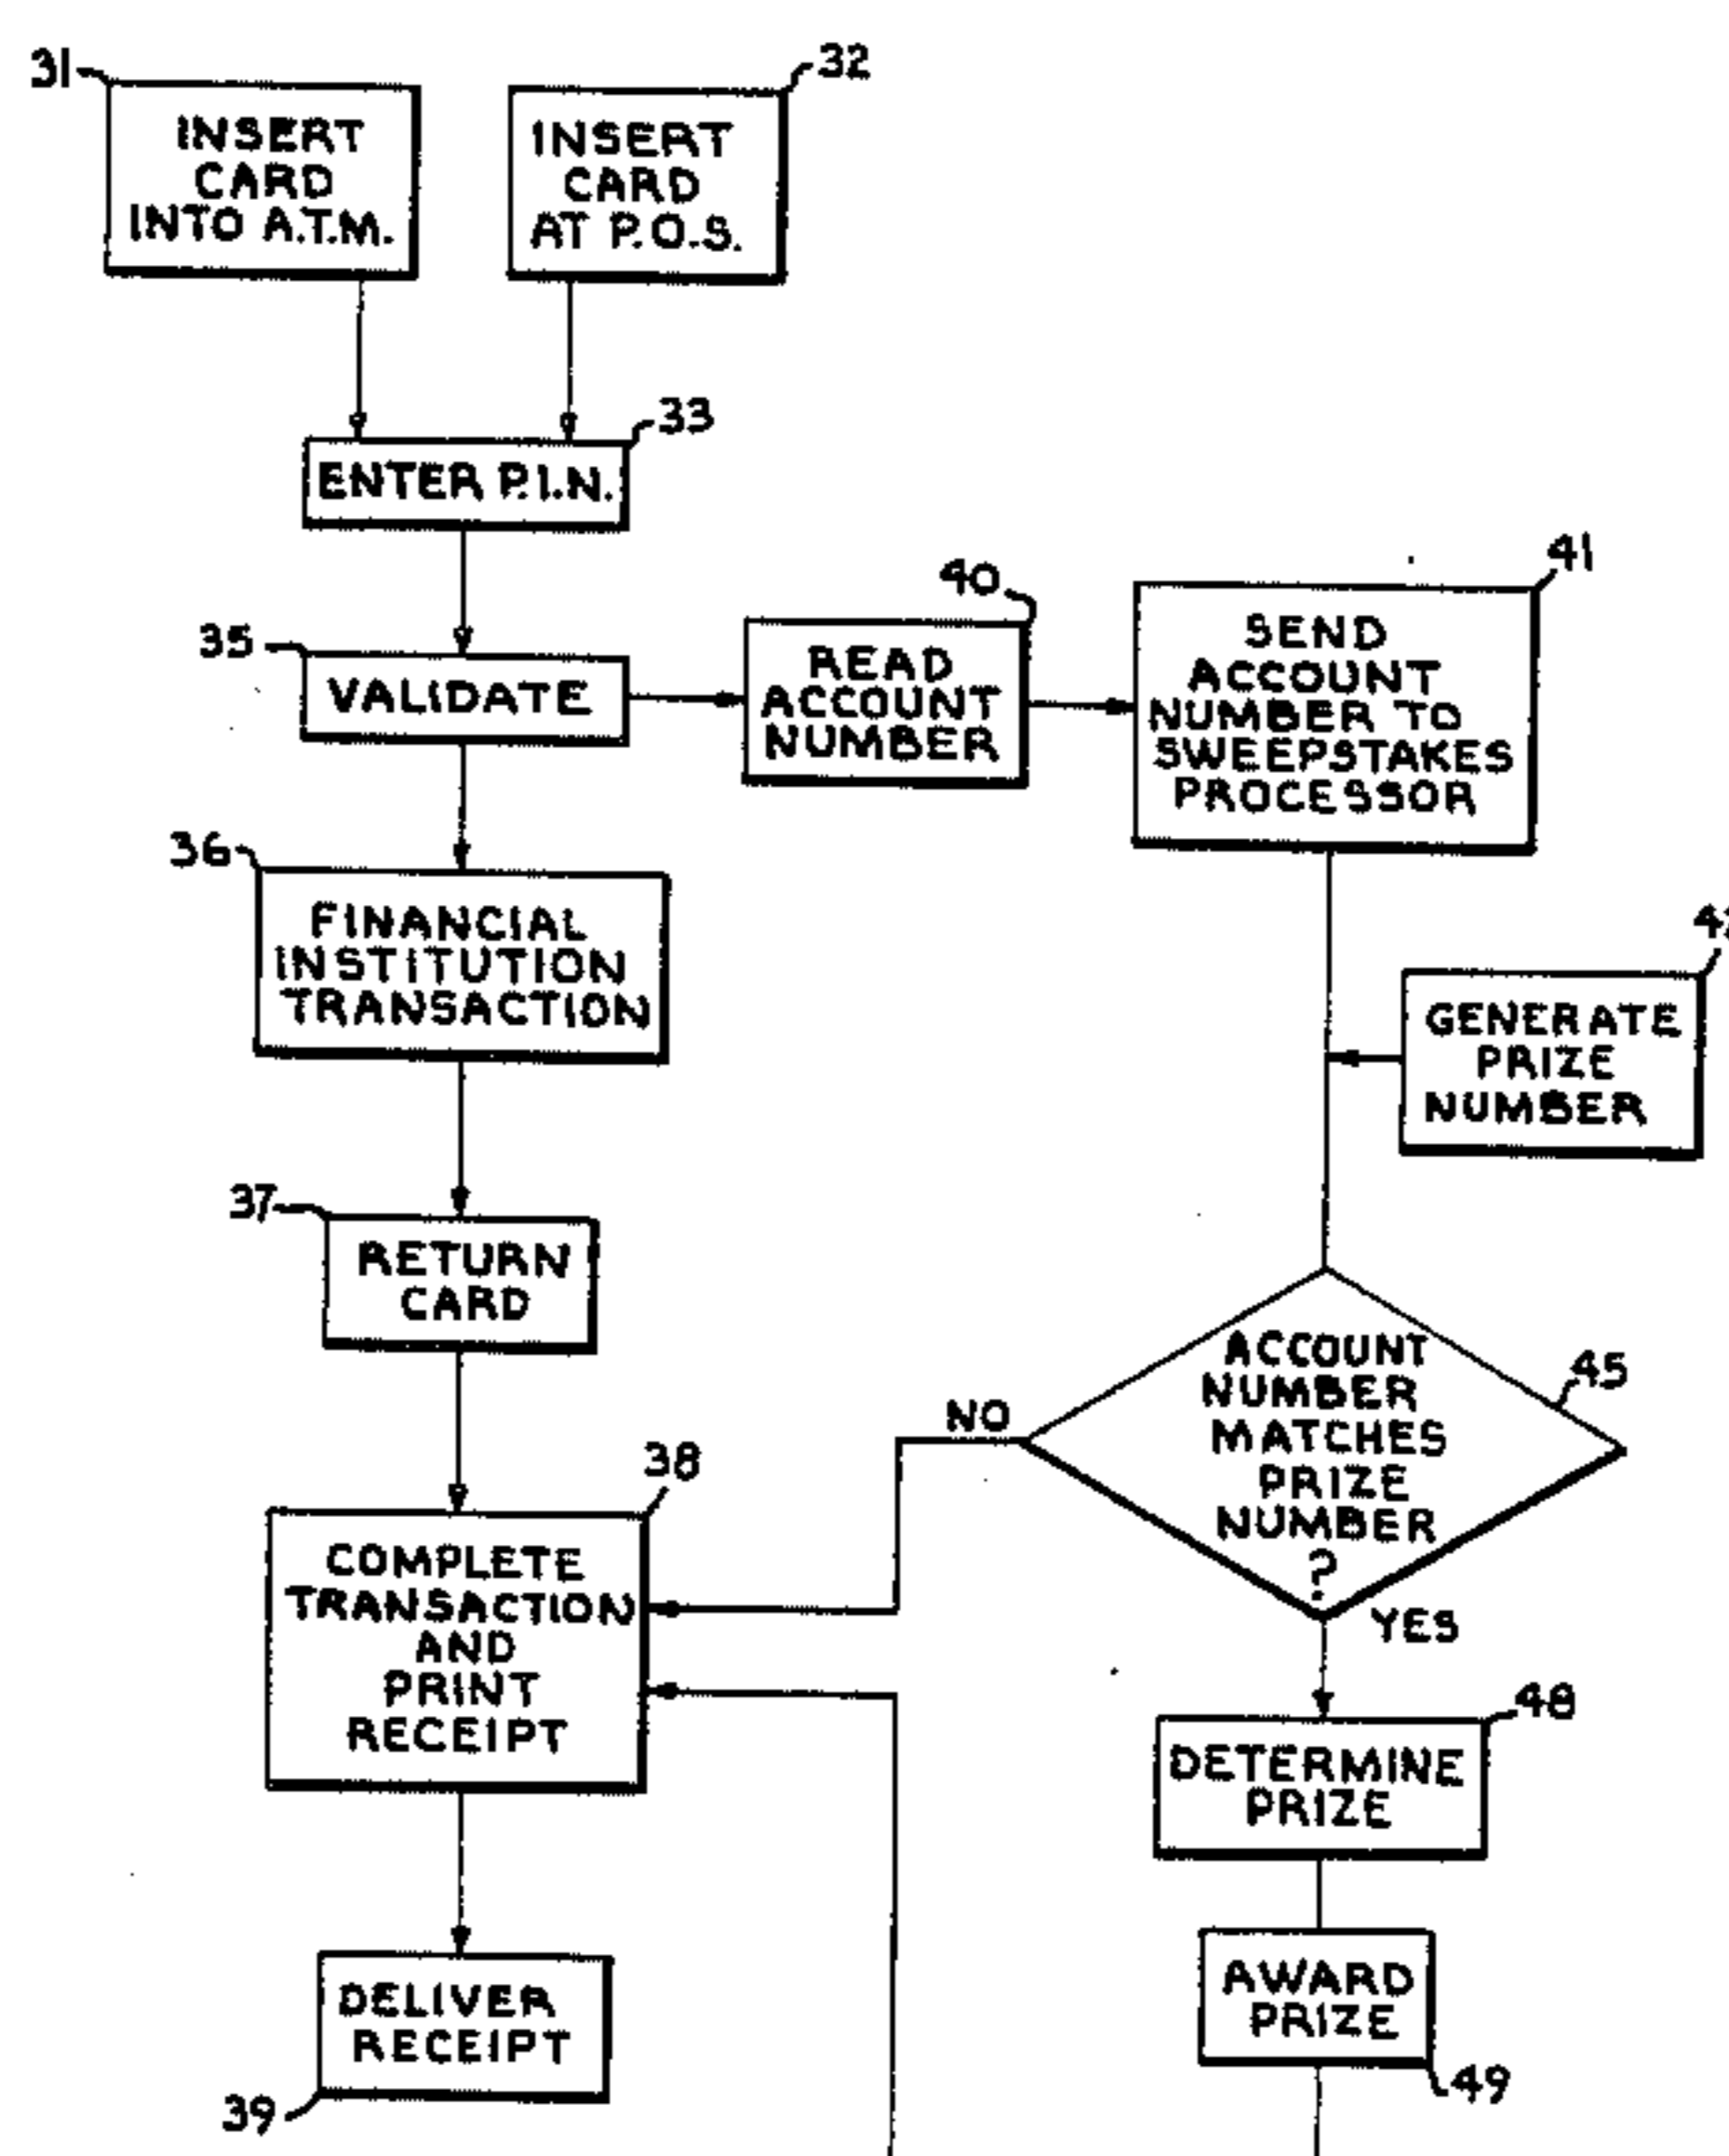 31
INSERT
CARD
INTO A.T.M.
32
INSERT
CARD
AT P.O.S.
33
ENTER P.I.N.
35
VALIDATE
40
READ
ACCOUNT
NUMBER
41
SEND
ACCOUNT
NUMBER TO
SWEEPSTAKES
PROCESSOR
36
FINANCIAL
INSTITUTION
TRANSACTION
GENERATE
PRIZE
NUMBER
37
RETURN
CARD
45
ACCOUNT
NUMBER
MATCHES
PRIZE
NUMBER
?
NO
YES
38
COMPLETE
TRANSACTION
AND
PRINT
RECEIPT
48
DETERMINE
PRIZE
AWARD
PRIZE
49
DELIVER
RECEIPT
39